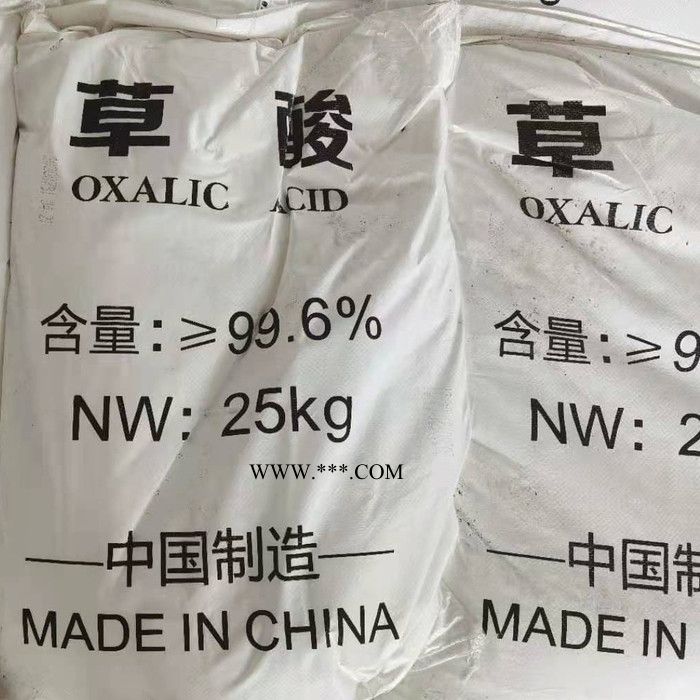 草 酸
OXALIC ACID
含量:≥99.6%
NW: 25kg
WWW.***.COM
中国制造
MADE IN CHINA
草
OXALIC
含量:≥9
NW: 2
中国制
MADE IN